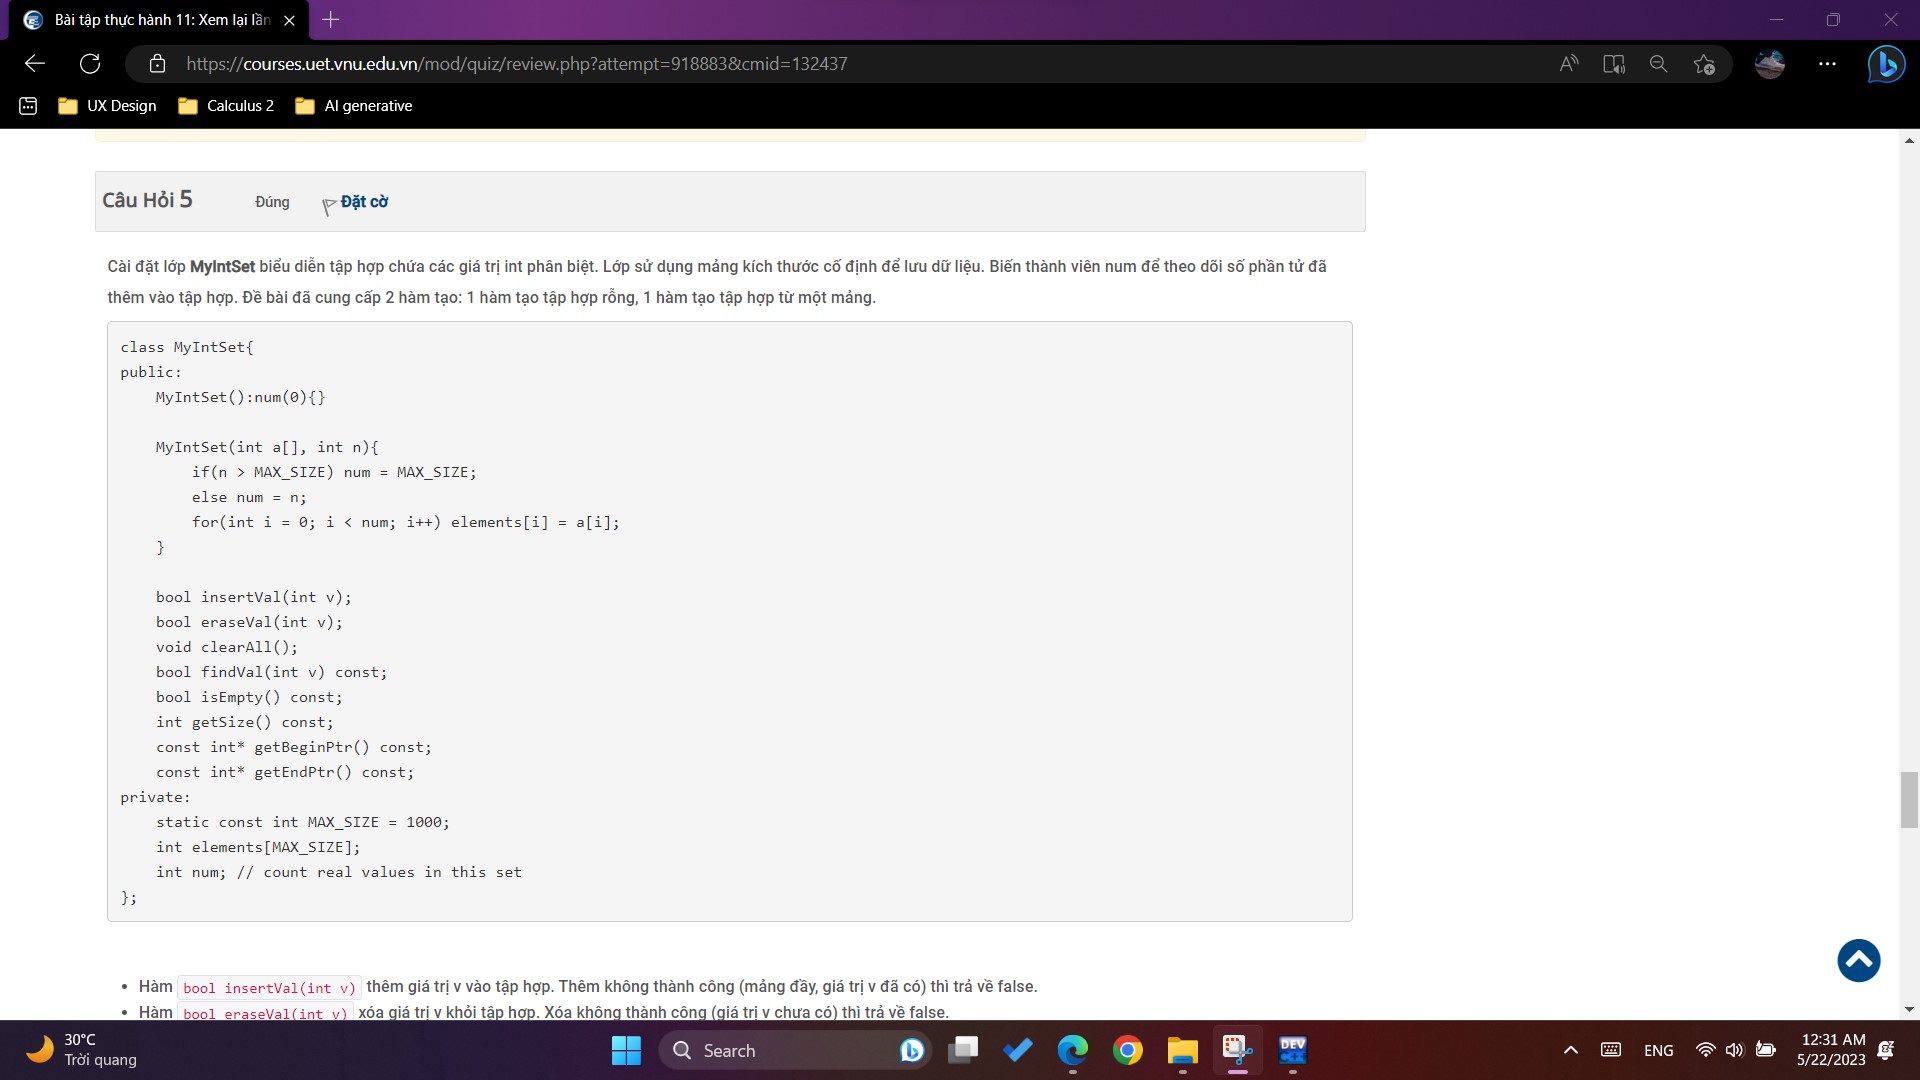 Bài tập thực hành 11: Xem lại lần
https://courses.uet.vnu.edu.vn/mod/quiz/review.php?attempt=918883&cmid=132437
UX Design
Calculus 2
AI generative
Câu Hỏi 5
Đúng
Đặt cờ
Cài đặt lớp MyIntSet biểu diễn tập hợp chứa các giá trị int phân biệt. Lớp sử dụng mảng kích thước cố định để lưu dữ liệu. Biến thành viên num để theo dõi số phần tử đã
thêm vào tập hợp. Đề bài đã cung cấp 2 hàm tạo: 1 hàm tạo tập hợp rỗng, 1 hàm tạo tập hợp từ một mảng.
class MyIntSet{
public:
    MyIntSet():num(0){}
    MyIntSet(int a[], int n){
        if(n > MAX_SIZE) num = MAX_SIZE;
        else num = n;
        for(int i = 0; i < num; i++) elements[i] = a[i];
    }
    bool insertVal(int v);
    bool eraseVal(int v);
    void clearAll();
    bool findVal(int v) const;
    bool isEmpty() const;
    int getSize() const;
    const int* getBeginPtr() const;
    const int* getEndPtr() const;
private:
    static const int MAX_SIZE = 1000;
    int elements[MAX_SIZE];
    int num; // count real values in this set
};
• Hàm bool insertVal(int v) thêm giá trị v vào tập hợp. Thêm không thành công (mảng đầy, giá trị v đã có) thì trả về false.
• Hàm bool eraseVal(int v) xóa giá trị v khỏi tập hợp. Xóa không thành công (giá trị v chưa có) thì trả về false.
30°C
Trời quang
Search
DEV
ENG
12:31 AM
5/22/2023